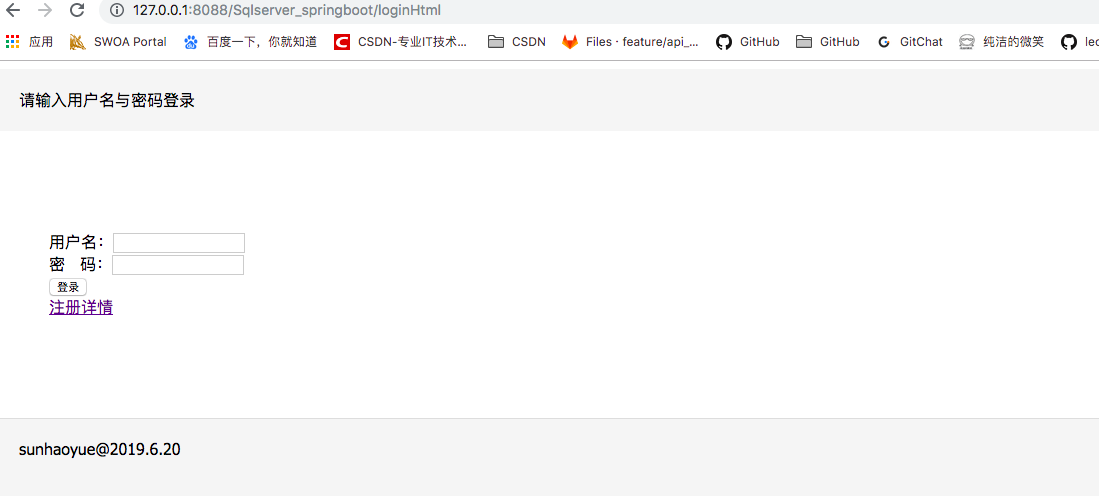 127.0.0.1:8088/Sqlserver_springboot/loginHtml
应用 SWOA Portal 百度一下，你就知道 CSDN-专业IT技术... CSDN Files · feature/api_... GitHub GitHub GitChat 纯洁的微笑 leo
请输入用户名与密码登录
用户名：
密 码：
登录
注册详情
sunhaoyue@2019.6.20